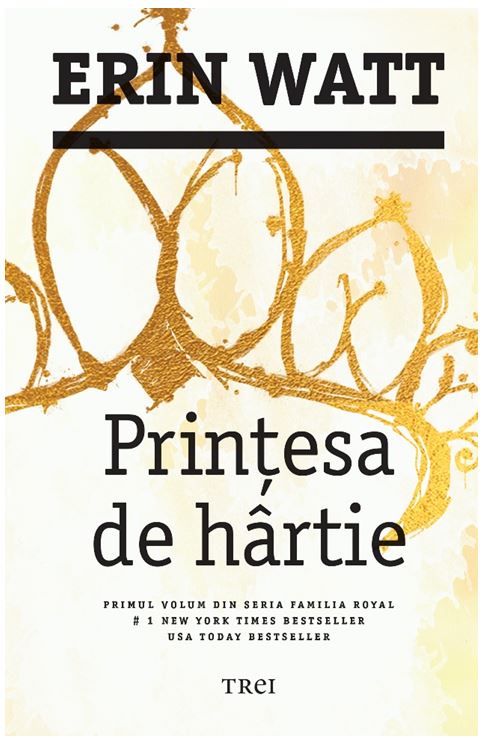 ERIN WATT
Prințesa
de hârtie
PRIMUL VOLUM DIN SERIA FAMILIA ROYAL
# 1 NEW YORK TIMES BESTSELLER
USA TODAY BESTSELLER
TREI